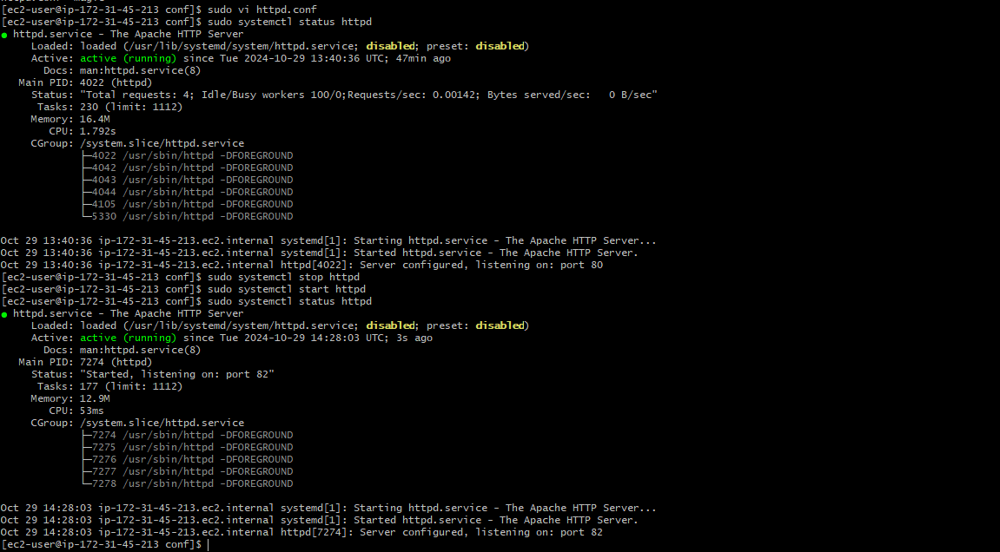 [ec2-user@ip-172-31-45-213 conf]$ sudo vi httpd.conf
[ec2-user@ip-172-31-45-213 conf]$ sudo systemctl status httpd
● httpd.service - The Apache HTTP Server
     Loaded: loaded (/usr/lib/systemd/system/httpd.service; disabled; preset: disabled)
     Active: active (running) since Tue 2024-10-29 13:40:36 UTC; 47min ago
       Docs: man:httpd.service(8)
   Main PID: 4022 (httpd)
     Status: "Total requests: 4; Idle/Busy workers 100/0;Requests/sec: 0.00142; Bytes served/sec:   0 B/sec"
      Tasks: 230 (limit: 1112)
     Memory: 16.4M
        CPU: 1.792s
     CGroup: /system.slice/httpd.service
             ├─4022 /usr/sbin/httpd -DFOREGROUND
             ├─4042 /usr/sbin/httpd -DFOREGROUND
             ├─4043 /usr/sbin/httpd -DFOREGROUND
             ├─4044 /usr/sbin/httpd -DFOREGROUND
             ├─4105 /usr/sbin/httpd -DFOREGROUND
             └─5330 /usr/sbin/httpd -DFOREGROUND
Oct 29 13:40:36 ip-172-31-45-213.ec2.internal systemd[1]: Starting httpd.service - The Apache HTTP Server...
Oct 29 13:40:36 ip-172-31-45-213.ec2.internal systemd[1]: Started httpd.service - The Apache HTTP Server.
Oct 29 13:40:36 ip-172-31-45-213.ec2.internal httpd[4022]: Server configured, listening on: port 80
[ec2-user@ip-172-31-45-213 conf]$ sudo systemctl stop httpd
[ec2-user@ip-172-31-45-213 conf]$ sudo systemctl start httpd
[ec2-user@ip-172-31-45-213 conf]$ sudo systemctl status httpd
● httpd.service - The Apache HTTP Server
     Loaded: loaded (/usr/lib/systemd/system/httpd.service; disabled; preset: disabled)
     Active: active (running) since Tue 2024-10-29 14:28:03 UTC; 3s ago
       Docs: man:httpd.service(8)
   Main PID: 7274 (httpd)
     Status: "Started, listening on: port 82"
      Tasks: 177 (limit: 1112)
     Memory: 12.9M
        CPU: 53ms
     CGroup: /system.slice/httpd.service
             ├─7274 /usr/sbin/httpd -DFOREGROUND
             ├─7275 /usr/sbin/httpd -DFOREGROUND
             ├─7276 /usr/sbin/httpd -DFOREGROUND
             ├─7277 /usr/sbin/httpd -DFOREGROUND
             └─7278 /usr/sbin/httpd -DFOREGROUND
Oct 29 14:28:03 ip-172-31-45-213.ec2.internal systemd[1]: Starting httpd.service - The Apache HTTP Server...
Oct 29 14:28:03 ip-172-31-45-213.ec2.internal systemd[1]: Started httpd.service - The Apache HTTP Server.
Oct 29 14:28:03 ip-172-31-45-213.ec2.internal httpd[7274]: Server configured, listening on: port 82
[ec2-user@ip-172-31-45-213 conf]$